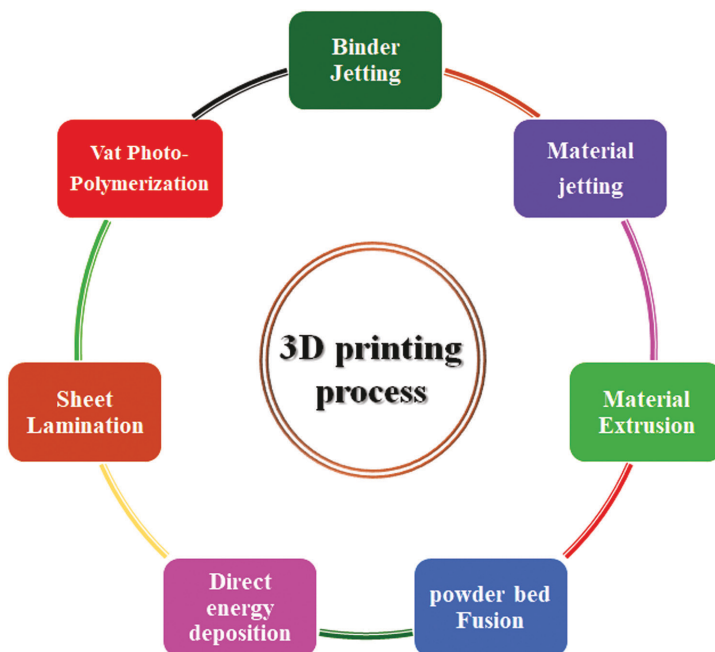 Binder
Jetting
Material
jetting
Material
Extrusion
powder bed
Fusion
Direct
energy
deposition
Sheet
Lamination
Vat Photo-
Polymerization
3D printing
process